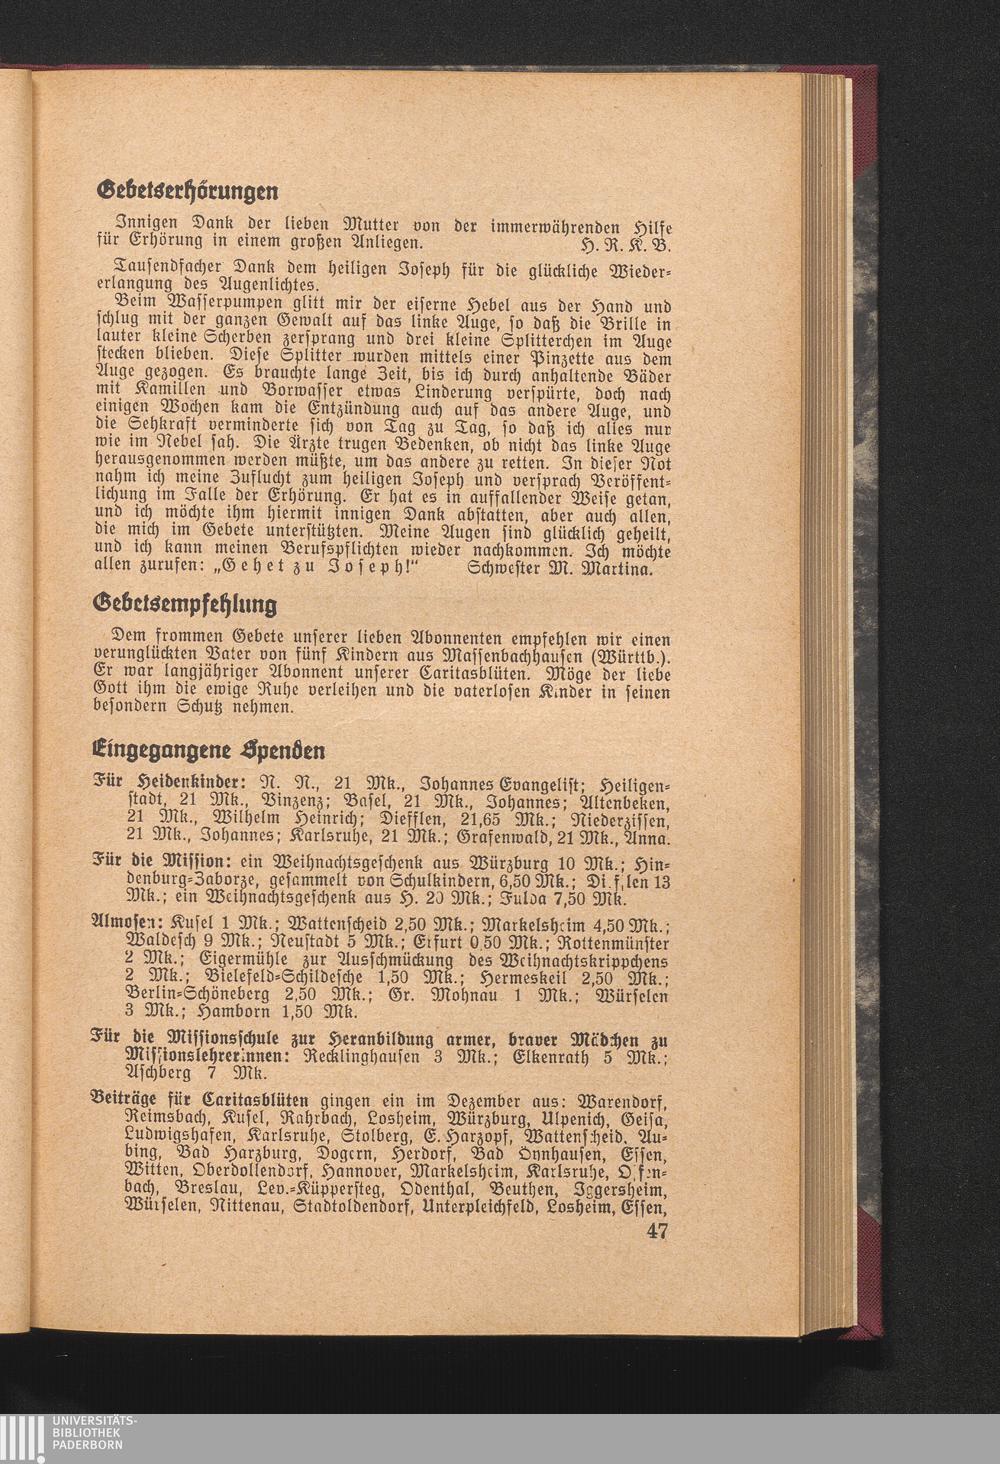 Gebetserhörungen
Innigen Dank der lieben Mutter von der immerwährenden Hilfe
für Erhörung in einem großen Anliegen. H. R. K. B.
Tausendfacher Dank dem heiligen Joseph für die glückliche Wieder-
erlangung des Augenlichtes.
Beim Wasserpumpen glitt mir der eiserne Hebel aus der Hand und
schlug mit der ganzen Gewalt auf das linke Auge, so daß die Brille in
lauter kleine Scherben zersprang und drei kleine Splitterchen im Auge
stecken blieben. Diese Splitter wurden mittels einer Pinzette aus dem
Auge gezogen. Es brauchte lange Zeit, bis ich durch anhaltende Bäder
mit Kamillen und Borwasser etwas Linderung verspürte, doch nach
einigen Wochen kam die Entzündung auch auf das andere Auge, und
die Sehkraft verminderte sich von Tag zu Tag, so daß ich alles nur
wie im Nebel sah. Die Ärzte trugen Bedenken, ob nicht das linke Auge
herausgenommen werden müßte, um das andere zu retten. In dieser Not
nahm ich meine Zuflucht zum heiligen Joseph und versprach Veröffent-
lichung im Falle der Erhörung. Er hat es in auffallender Weise getan,
und ich möchte ihm hiermit innigen Dank abstatten, aber auch allen,
die mich im Gebete unterstützten. Meine Augen sind glücklich geheilt,
und ich kann meinen Berufspflichten wieder nachkommen. Ich möchte
allen zurufen: „Gehet zu Joseph!“ Schwester M. Martina.
Gebetsempfehlung
Dem frommen Gebete unserer lieben Abonnenten empfehlen wir einen
verunglückten Vater von fünf Kindern aus Massenbachhausen (Württb.).
Er war langjähriger Abonnent unserer Caritasblüten. Möge der liebe
Gott ihm die ewige Ruhe verleihen und die vaterlosen Kinder in seinen
besondern Schutz nehmen.
Eingegangene Spenden
Für Heidenkinder: N. N., 21 Mk., Johannes Evangelist; Heiligen-
stadt, 21 Mk., Vinzenz; Basel, 21 Mk., Johannes; Altenbeken,
21 Mk., Wilhelm Heinrich; Diefflen, 21,65 Mk.; Niederzissen,
21 Mk., Johannes; Karlsruhe, 21 Mk.; Grafenwald, 21 Mk., Anna.
Für die Mission: ein Weihnachtsgeschenk aus Würzburg 10 Mk.; Hin-
denburg-Zaborze, gesammelt von Schulkindern, 6,50 Mk.; Diefflen 13
Mk.; ein Weihnachtsgeschenk aus H. 20 Mk.; Fulda 7,50 Mk.
Almosen: Kusel 1 Mk.; Wattenscheid 2,50 Mk.; Markelsheim 4,50 Mk.;
Waldesch 9 Mk.; Neustadt 5 Mk.; Erfurt 0,50 Mk.; Rottenmünster
2 Mk.; Eigermühle zur Ausschmückung des Weihnachtskrippchens
2 Mk.; Bielefeld-Schildesche 1,50 Mk.; Hermeskeil 2,50 Mk.;
Berlin-Schöneberg 2,50 Mk.; Gr. Mohnau 1 Mk.; Würselen
3 Mk.; Hamborn 1,50 Mk.
Für die Missionsschule zur Heranbildung armer, braver Mädchen zu
Missionslehrerinnen: Recklinghausen 3 Mk.; Elkenrath 5 Mk.;
Aschberg 7 Mk.
Beiträge für Caritasblüten gingen ein im Dezember aus: Warendorf,
Reimsbach, Kusel, Rahrbach, Losheim, Würzburg, Ulpenich, Geisa,
Ludwigshafen, Karlsruhe, Stolberg, E. Harzopf, Wattenscheid, Au-
bing, Bad Harzburg, Dogern, Herdorf, Bad Oynhausen, Essen,
Witten, Oberdollendorf, Hannover, Markelsheim, Karlsruhe, Offen-
bach, Breslau, Lev.-Küppersteg, Odenthal, Beuthen, Iggersheim,
Würselen, Nittenau, Stadtoldendorf, Unterpleichfeld, Losheim, Essen,
47
UNIVERSITÄTS-
BIBLIOTHEK
PADERBORN